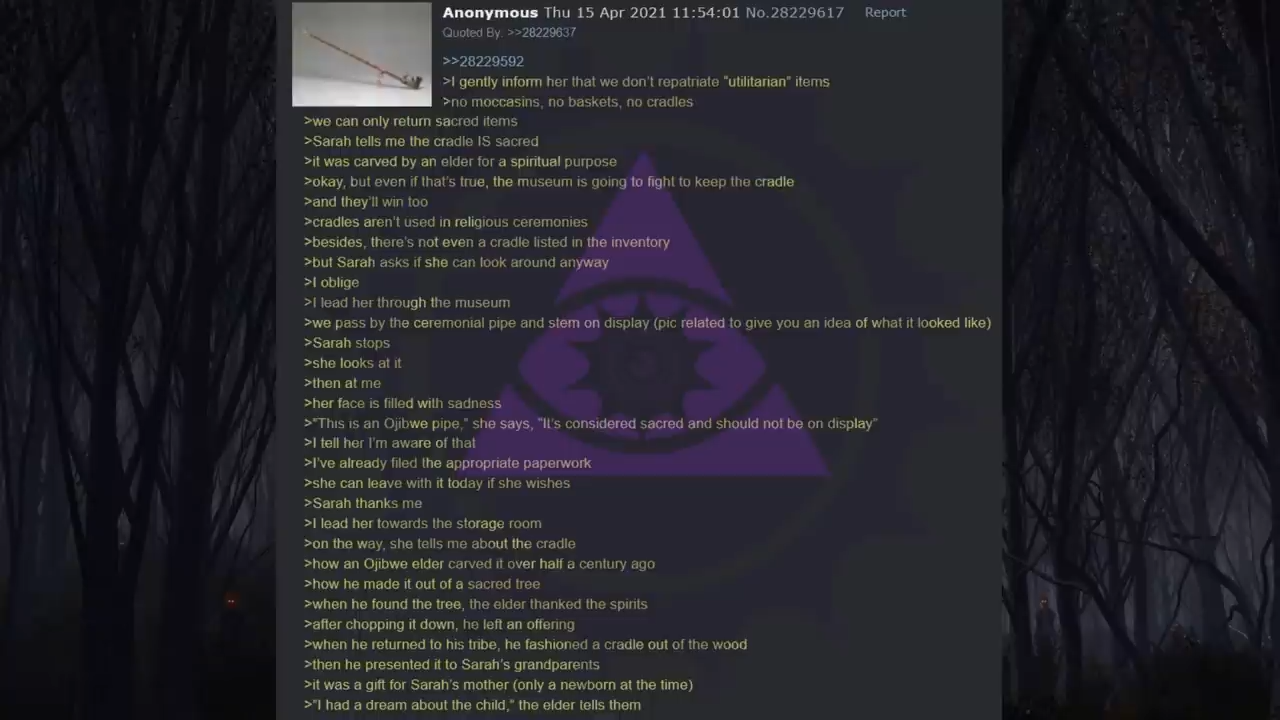 Anonymous Thu 15 Apr 2021 11:54:01 No.28229617 Report
Quoted By: >>28229637
>>28229592
>I gently inform her that we don't repatriate "utilitarian" items
>no moccasins, no baskets, no cradles
>we can only return sacred items
>Sarah tells me the cradle IS sacred
>it was carved by an elder for a spiritual purpose
>okay, but even if that's true, the museum is going to fight to keep the cradle
>and they'll win too
>cradles aren't used in religious ceremonies
>besides, there's not even a cradle listed in the inventory
>but Sarah asks if she can look around anyway
>I oblige
>I lead her through the museum
>we pass by the ceremonial pipe and stem on display (pic related to give you an idea of what it looked like)
>Sarah stops
>she looks at it
>then at me
>her face is filled with sadness
>"This is an Ojibwe pipe," she says, "It's considered sacred and should not be on display"
>I tell her I'm aware of that
>I've already filed the appropriate paperwork
>she can leave with it today if she wishes
>Sarah thanks me
>I lead her towards the storage room
>on the way, she tells me about the cradle
>how an Ojibwe elder carved it over half a century ago
>how he made it out of a sacred tree
>when he found the tree, the elder thanked the spirits
>after chopping it down, he left an offering
>when he returned to his tribe, he fashioned a cradle out of the wood
>then he presented it to Sarah's grandparents
>it was a gift for Sarah's mother (only a newborn at the time)
>"I had a dream about the child," the elder tells them